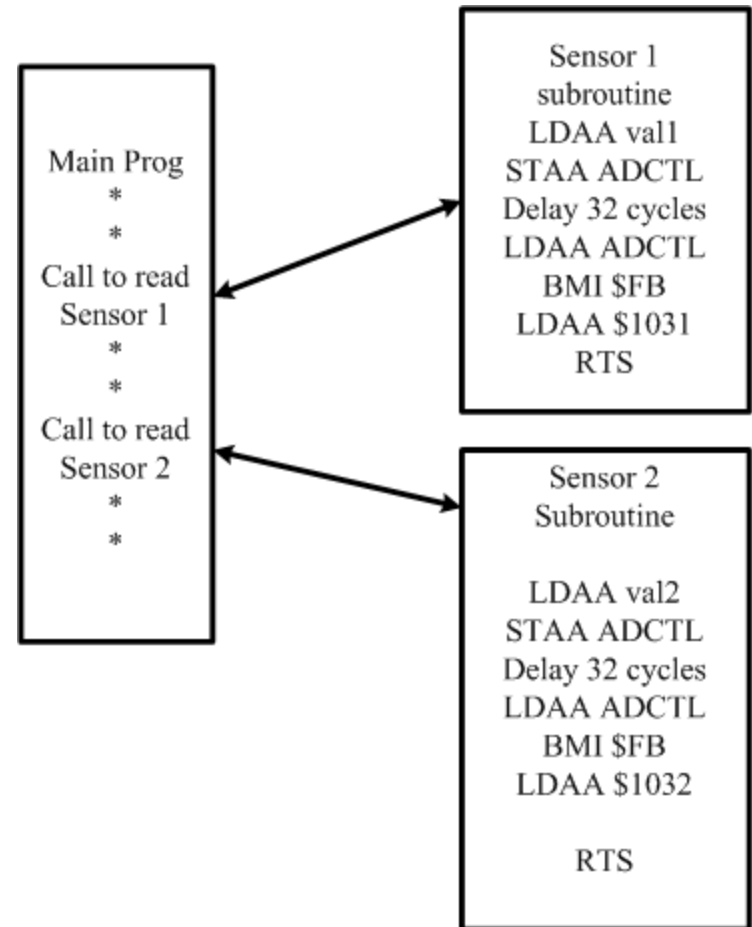 Main Prog
*
*
Call to read
Sensor 1
*
*
Call to read
Sensor 2
*
*
Sensor 1
subroutine
LDAA val1
STAA ADCTL
Delay 32 cycles
LDAA ADCTL
BMI $FB
LDAA $1031
RTS
Sensor 2
Subroutine
LDAA val2
STAA ADCTL
Delay 32 cycles
LDAA ADCTL
BMI $FB
LDAA $1032
RTS